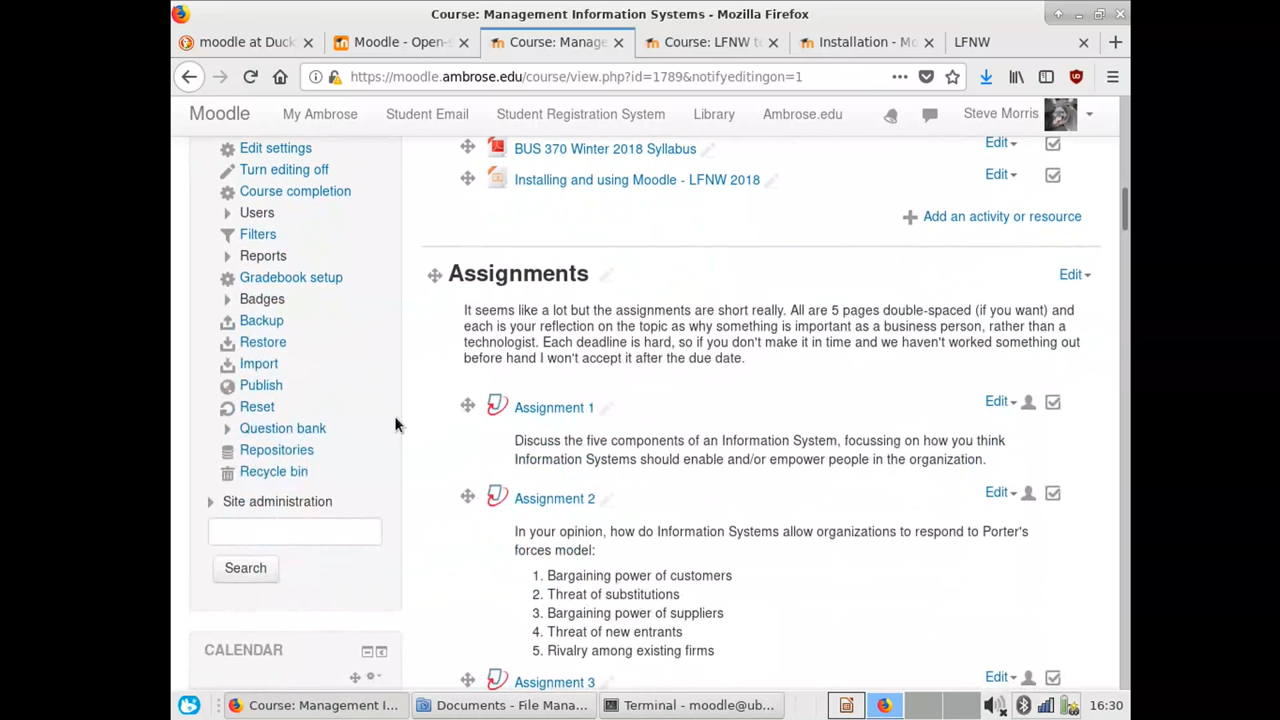 Course: Management Information Systems - Mozilla Firefox
moodle at Duck
Moodle - Open-s
Course: Manage
Course: LFNW te
Installation - Mo
LFNW
https://moodle.ambrose.edu/course/view.php?id=1789&notifyeditingon=1
Moodle
My Ambrose
Student Email
Student Registration System
Library
Ambrose.edu
Steve Morris
Edit settings
Turn editing off
Course completion
Users
Filters
Reports
Gradebook setup
Badges
Backup
Restore
Import
Publish
Reset
Question bank
Repositories
Recycle bin
Site administration
Search
CALENDAR
BUS 370 Winter 2018 Syllabus
Edit
Installing and using Moodle - LFNW 2018
Edit
Add an activity or resource
Assignments
Edit
It seems like a lot but the assignments are short really. All are 5 pages double-spaced (if you want) and
each is your reflection on the topic as why something is important as a business person, rather than a
technologist. Each deadline is hard, so if you don't make it in time and we haven't worked something out
before hand I won't accept it after the due date.
Assignment 1
Edit
Discuss the five components of an Information System, focussing on how you think
Information Systems should enable and/or empower people in the organization.
Assignment 2
Edit
In your opinion, how do Information Systems allow organizations to respond to Porter's
forces model:
1. Bargaining power of customers
2. Threat of substitutions
3. Bargaining power of suppliers
4. Threat of new entrants
5. Rivalry among existing firms
Assignment 3
Edit
Course: Management I...
Documents - File Mana...
Terminal - moodle@ub...
16:30